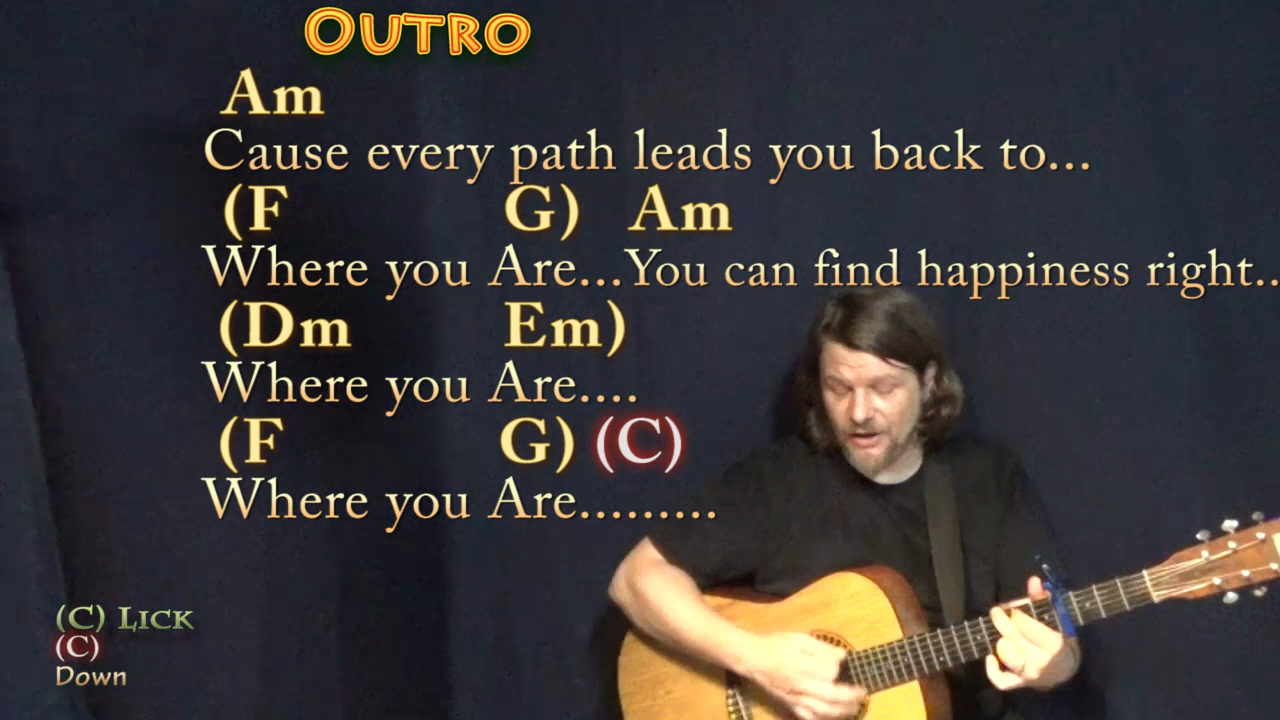 Outro
Am
Cause every path leads you back to...
(F G) Am
Where you Are...You can find happiness right..
(Dm Em)
Where you Are....
(F G) (C)
Where you Are.........
(C) Lick
(C)
Down